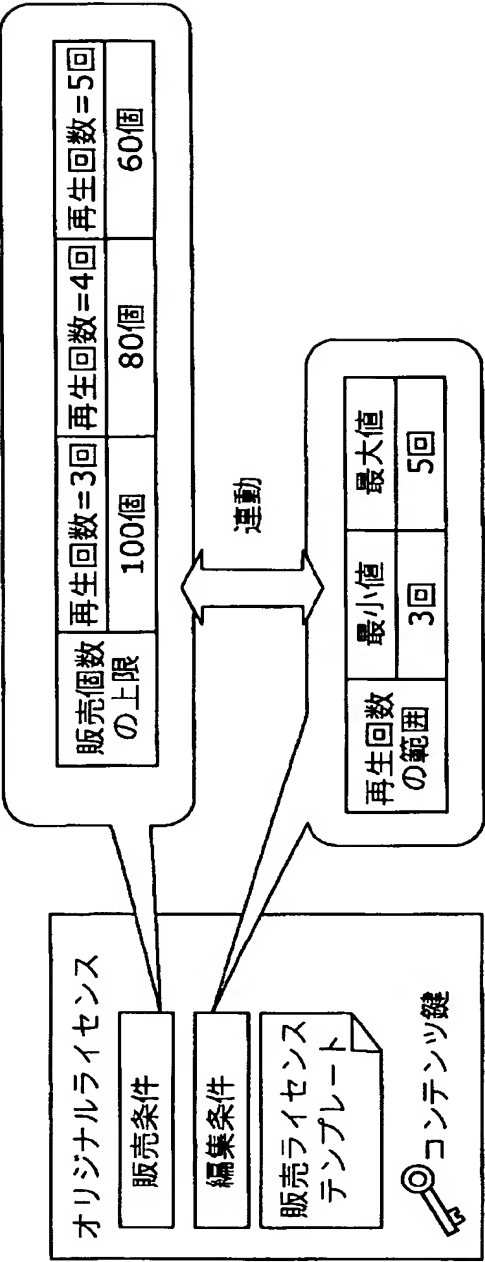 オリジナルライセンス
販売条件
編集条件
販売ライセンス
テンプレート
コンテンツ鍵
販売個数
の上限
再生回数=3回
再生回数=4回
再生回数=5回
100個
80個
60個
連動
再生回数
の範囲
最小値
最大値
3回
5回